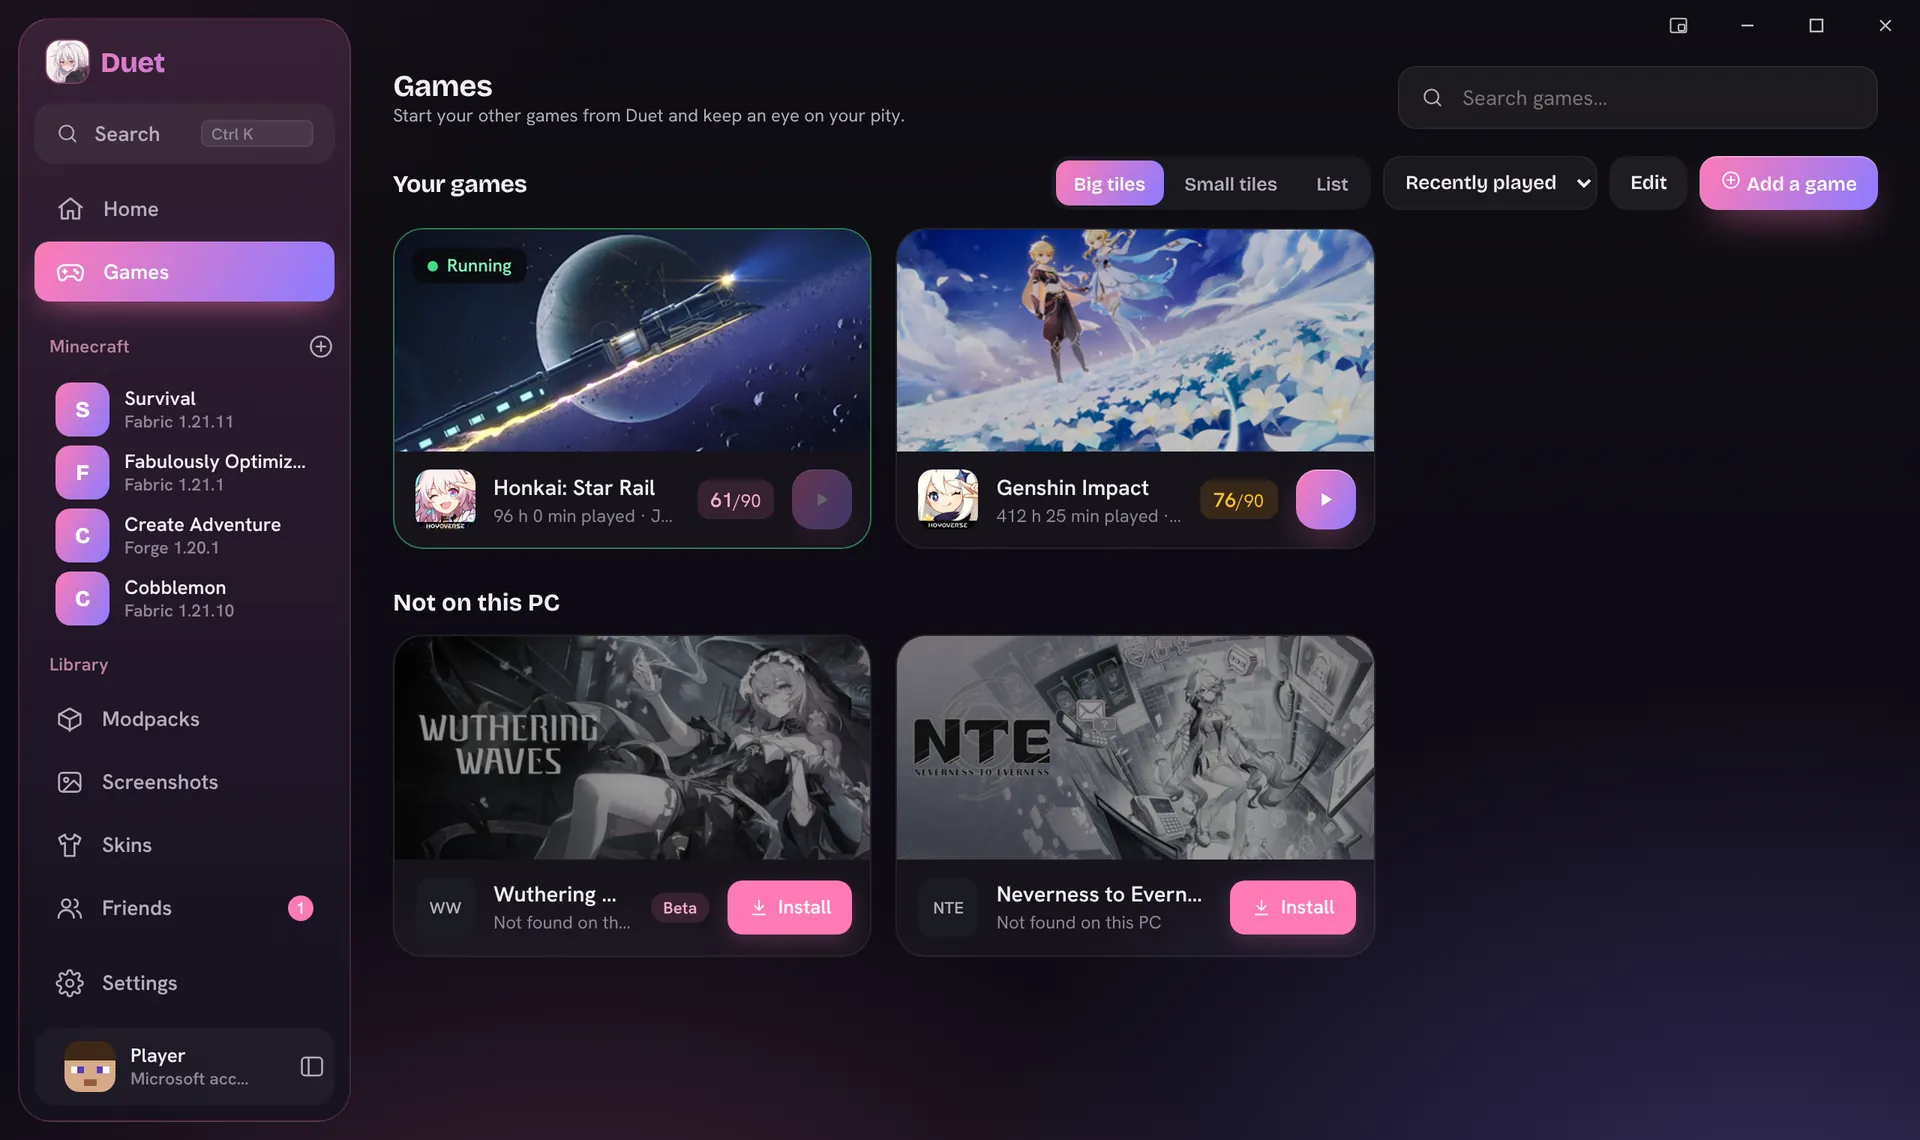 Duet
Search
Ctrl K
Home
Games
Minecraft
S
Survival
Fabric 1.21.11
F
Fabulously Optimiz...
Fabric 1.21.1
C
Create Adventure
Forge 1.20.1
C
Cobblemon
Fabric 1.21.10
Library
Modpacks
Screenshots
Skins
Friends
1
Settings
Player
Microsoft acc...
Games
Start your other games from Duet and keep an eye on your pity.
Search games...
Your games
Big tiles
Small tiles
List
Recently played
Edit
Add a game
Running
HOYOVERSE
Honkai: Star Rail
96 h 0 min played · J...
61/90
HOYOVERSE
Genshin Impact
412 h 25 min played ·...
76/90
Not on this PC
WUTHERING
WAVES
WW
Wuthering ...
Not found on th...
Beta
Install
NTE
NEVERNESS TO EVERNESS
?
NTE
Neverness to Evern...
Not found on this PC
Install